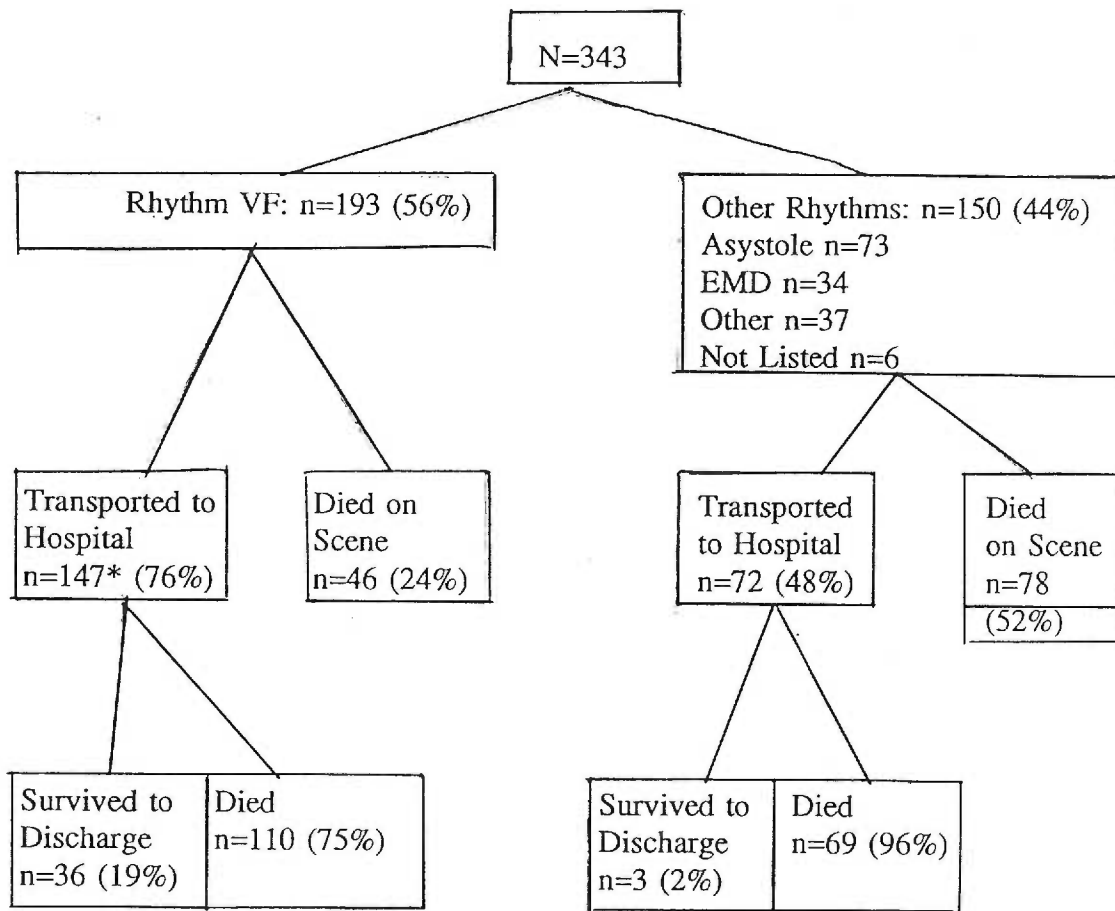 N=343
Rhythm VF: n=193 (56%)
Other Rhythms: n=150 (44%)
Asystole n=73
EMD n=34
Other n=37
Not Listed n=6
Transported to
Hospital
n=147* (76%)
Died on
Scene
n=46 (24%)
Transported
to Hospital
n=72 (48%)
Died
on Scene
n=78
(52%)
Survived to
Discharge
n=36 (19%)
Died
n=110 (75%)
Survived to
Discharge
n=3 (2%)
Died
n=69 (96%)